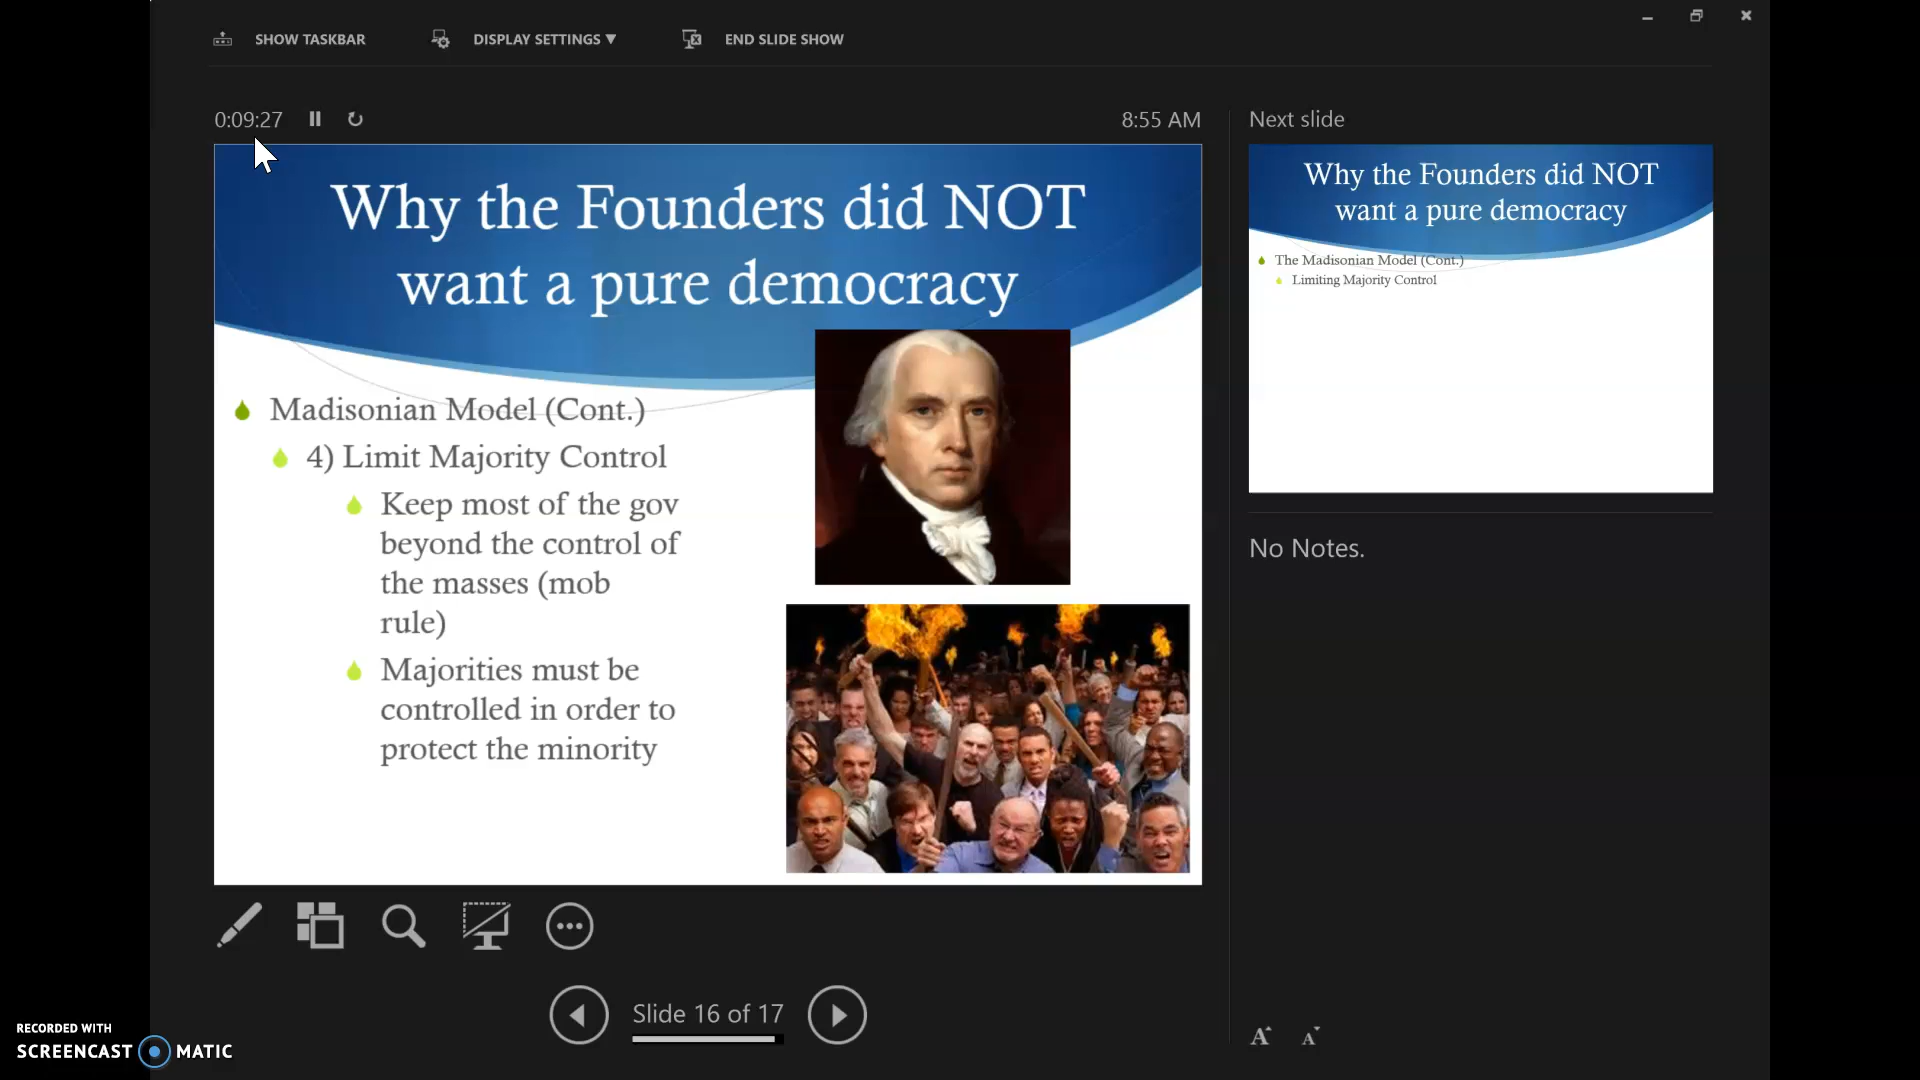 SHOW TASKBAR
DISPLAY SETTINGS ▼
END SLIDE SHOW
0:09:27
8:55 AM
Why the Founders did NOT
want a pure democracy
Madisonian Model (Cont.)
4) Limit Majority Control
Keep most of the gov
beyond the control of
the masses (mob
rule)
Majorities must be
controlled in order to
protect the minority
Next slide
Why the Founders did NOT
want a pure democracy
The Madisonian Model (Cont.)
Limiting Majority Control
No Notes.
Slide 16 of 17
A A
RECORDED WITH
SCREENCAST MATIC